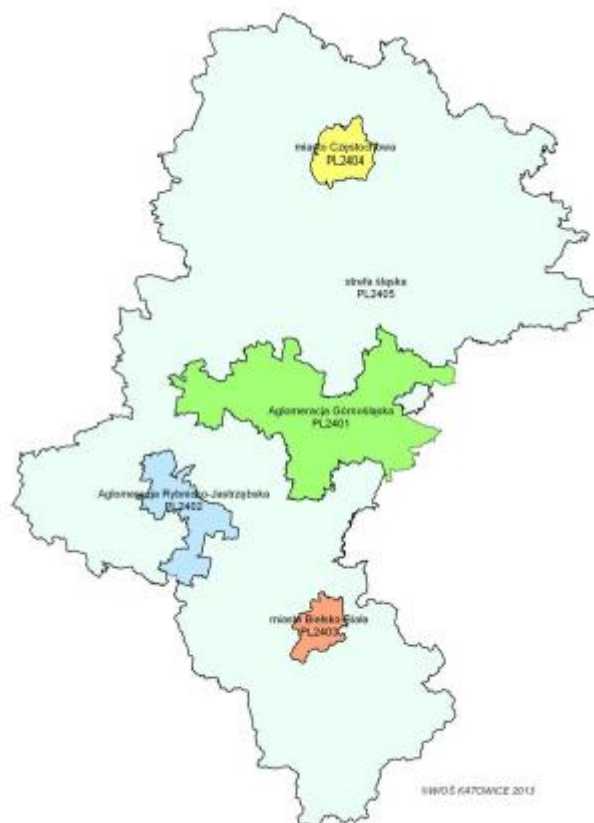 miasto Częstochowa
PL2404
strefa śląska
PL2405
Aglomeracja Górnośląska
PL2401
Aglomeracja Rybnicko-Jastrzębska
PL2402
miasto Bielsko-Biała
PL2403
WIOŚ KATOWICE 2013